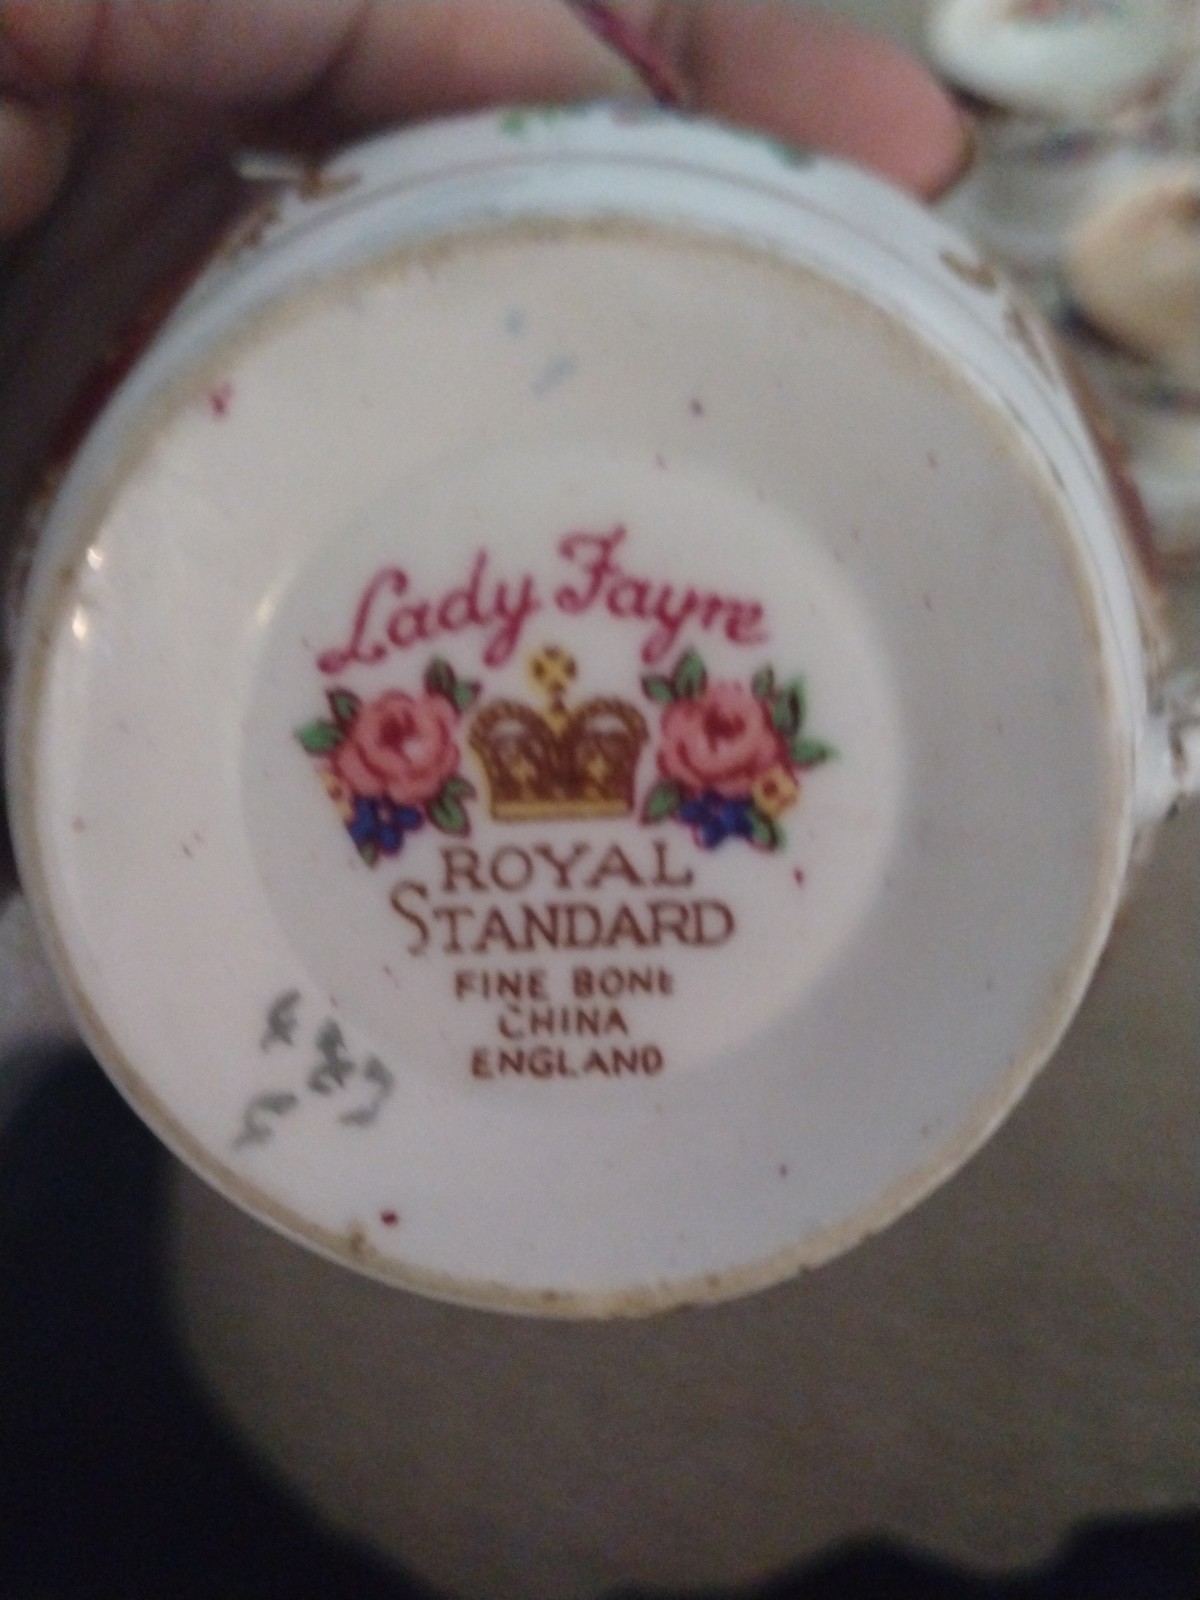 Lady Fayre
ROYAL
STANDARD
FINE BONE
CHINA
ENGLAND